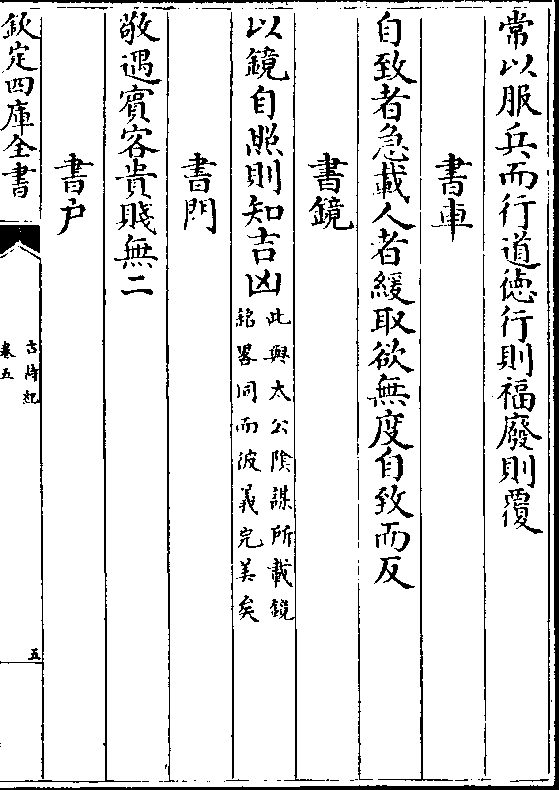 常以服兵而行道徳行則福廢則覆
書車
自致者急載人者緩取欲無度自致而反
書鏡
以鏡自照則知吉凶
此與太公隂謀所載鏡
銘畧同而彼義完美矣
書門
敬遇賓客貴賤無二
書户
欽定四庫全書
古詩紀
卷五
五